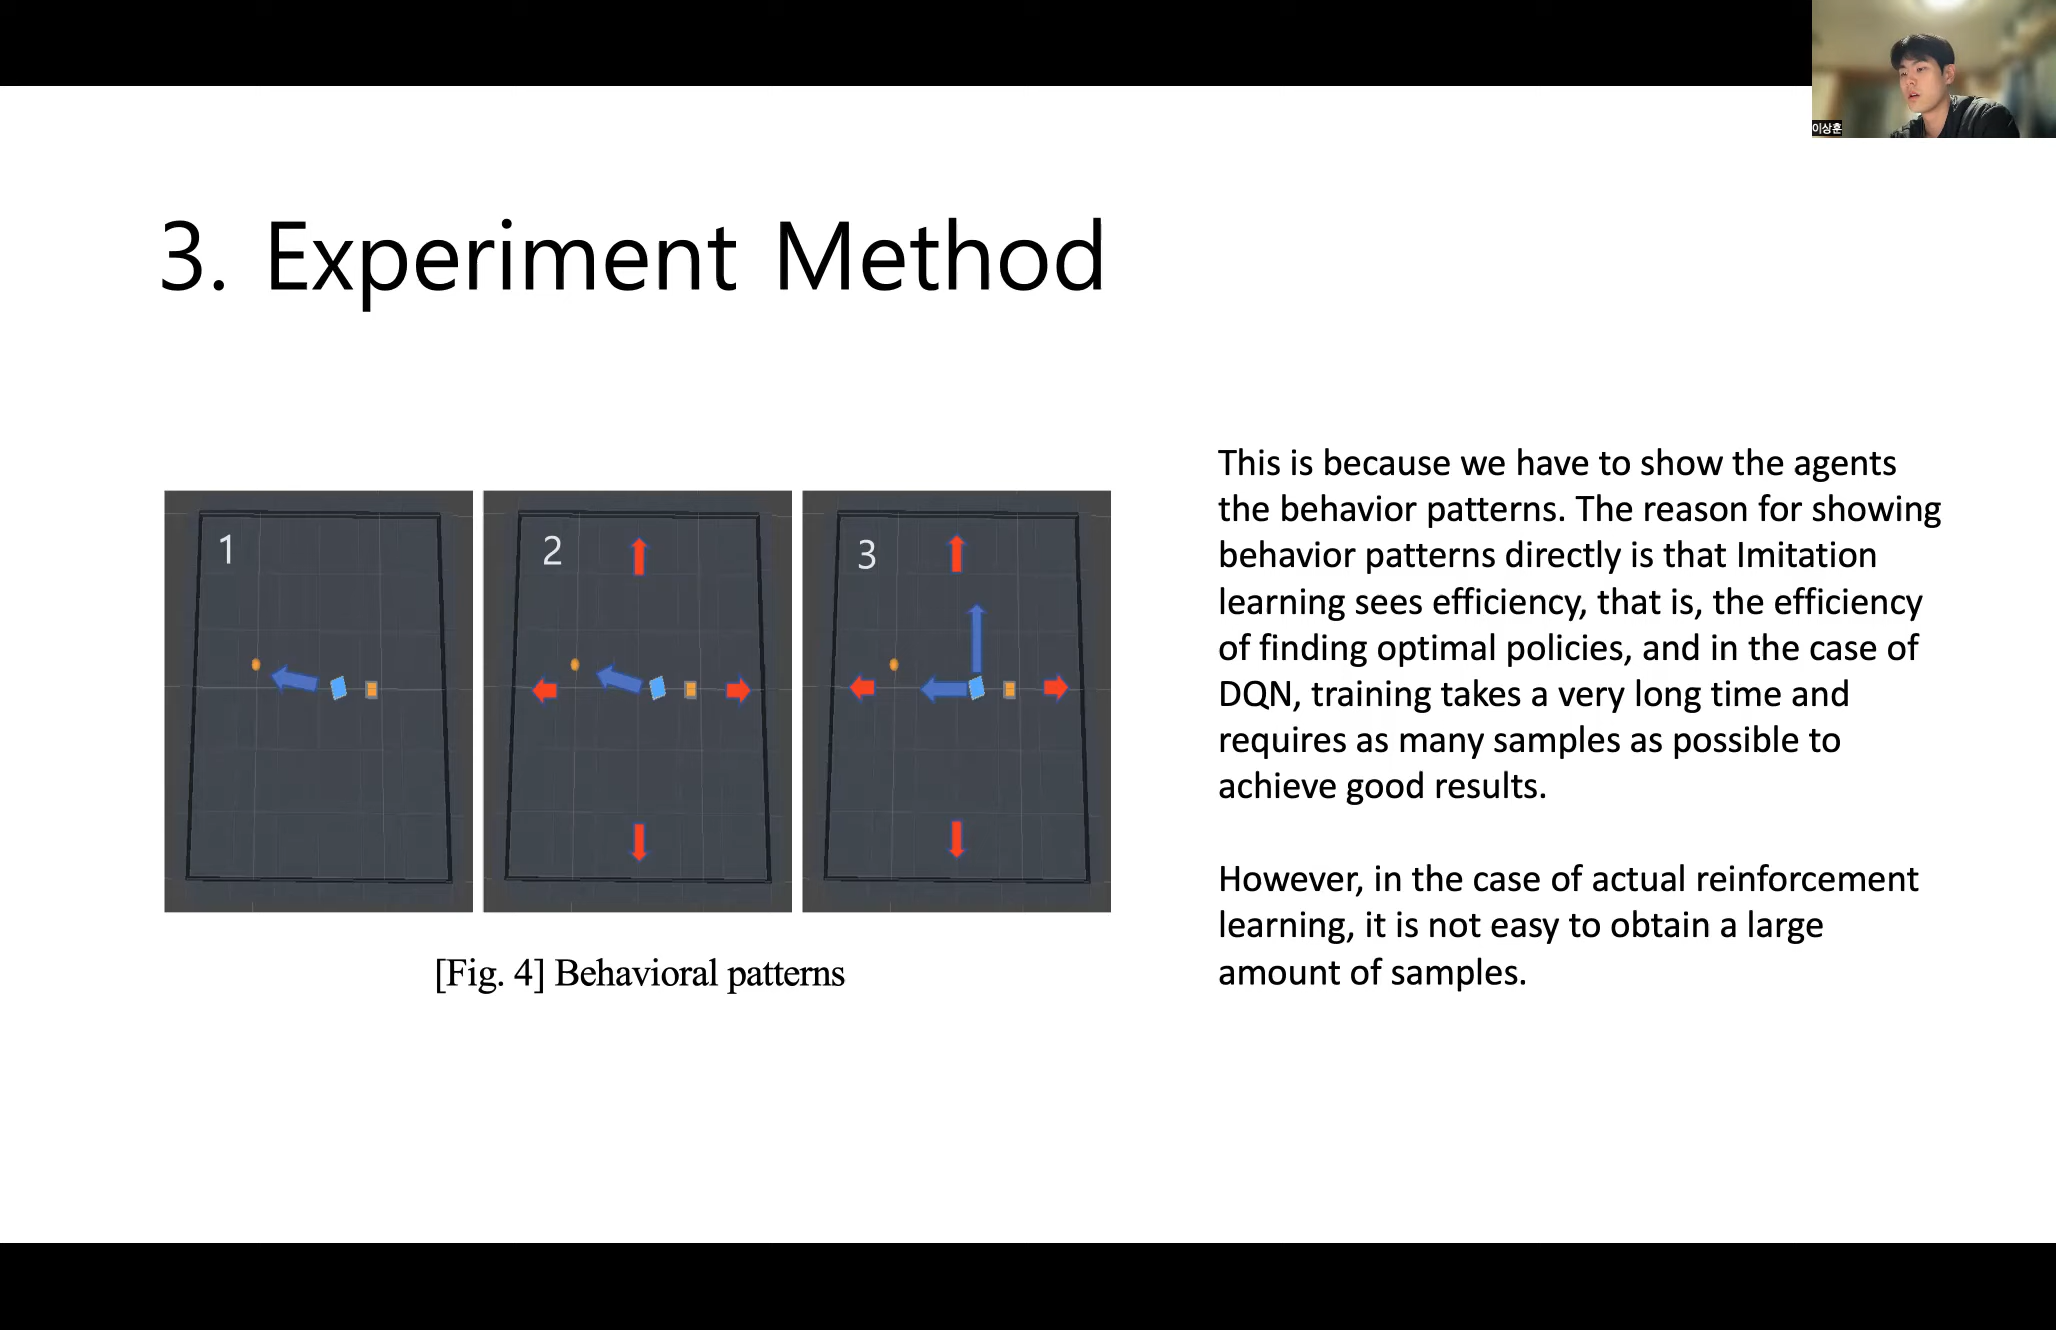 이상훈
3. Experiment Method
1
2
3
[Fig. 4] Behavioral patterns
This is because we have to show the agents
the behavior patterns. The reason for showing
behavior patterns directly is that Imitation
learning sees efficiency, that is, the efficiency
of finding optimal policies, and in the case of
DQN, training takes a very long time and
requires as many samples as possible to
achieve good results.
However, in the case of actual reinforcement
learning, it is not easy to obtain a large
amount of samples.